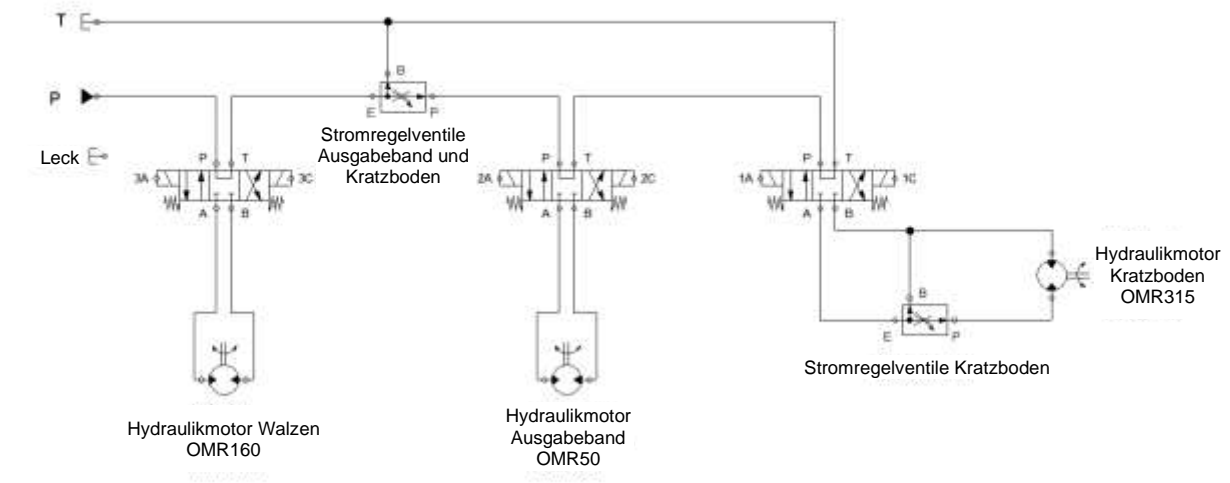 T
B
P
E P
Stromregelventile
Ausgabeband und
Kratzboden
Leck
P T
3A 3C
A B
P T
2A 2C
A B
P T
1A 1C
A B
Hydraulikmotor
Kratzboden
OMR315
B
E P
Stromregelventile Kratzboden
Hydraulikmotor Walzen
OMR160
Hydraulikmotor
Ausgabeband
OMR50